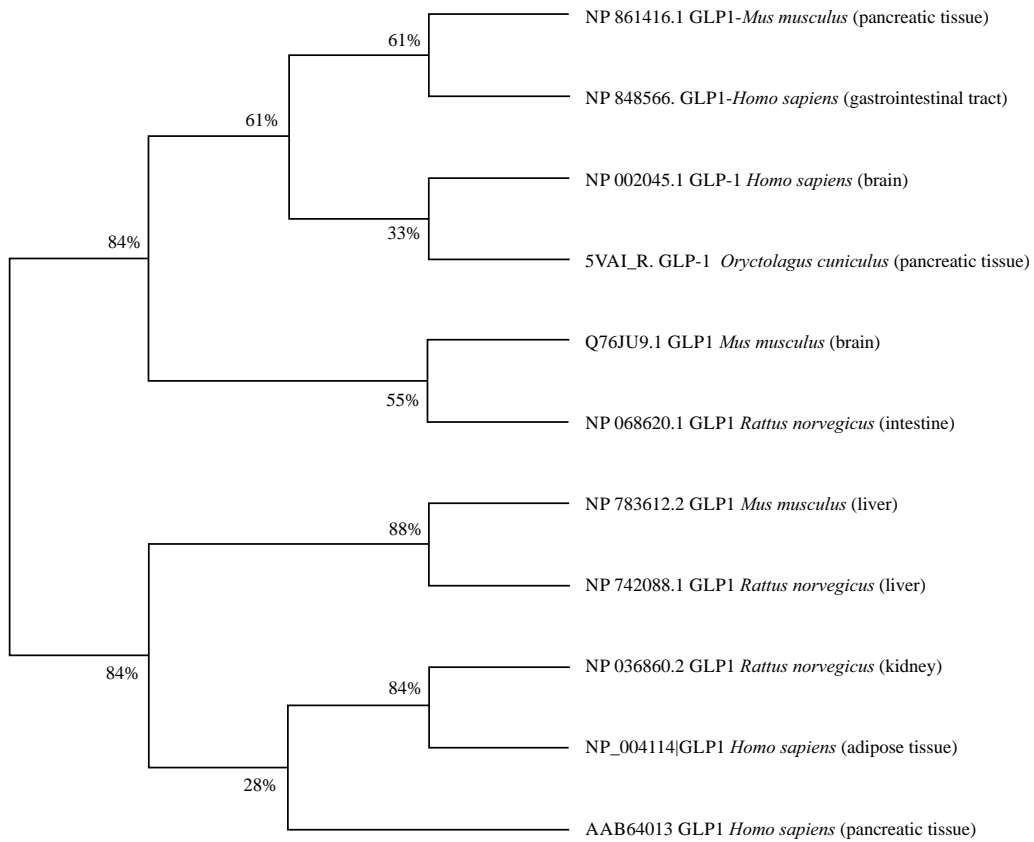 NP 861416.1 GLP1-Mus musculus (pancreatic tissue)
61%
NP 848566. GLP1-Homo sapiens (gastrointestinal tract)
61%
NP 002045.1 GLP-1 Homo sapiens (brain)
33%
84%
5VAI_R. GLP-1 Oryctolagus cuniculus (pancreatic tissue)
Q76JU9.1 GLP1 Mus musculus (brain)
55%
NP 068620.1 GLP1 Rattus norvegicus (intestine)
NP 783612.2 GLP1 Mus musculus (liver)
88%
NP 742088.1 GLP1 Rattus norvegicus (liver)
NP 036860.2 GLP1 Rattus norvegicus (kidney)
84%
84%
NP_004114|GLP1 Homo sapiens (adipose tissue)
28%
AAB64013 GLP1 Homo sapiens (pancreatic tissue)